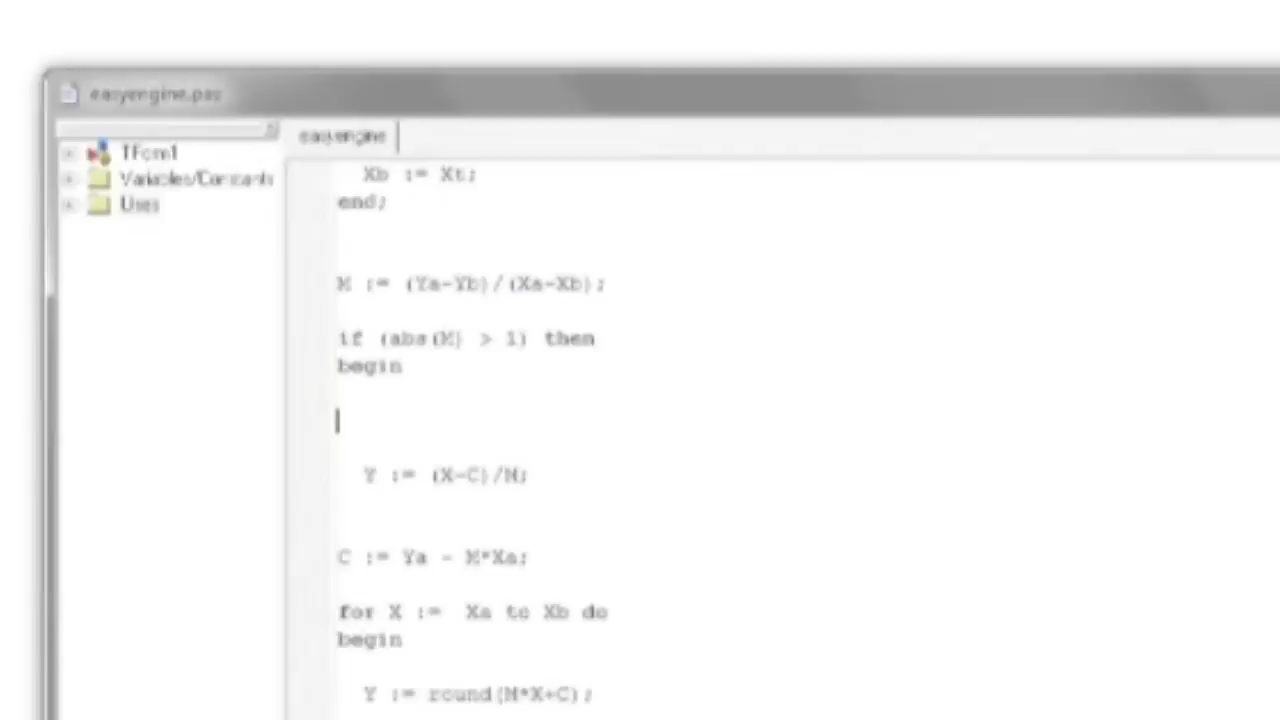 easyengine.pas
TForm1
Variables/Constants
Uses
easyengine
Xb := Xt;
end;
M := (Ya-Yb)/(Xa-Xb);
if (abs(M) > 1) then
begin
Y := (X-C)/M;
C := Ya - M*Xa;
for X := Xa to Xb do
begin
Y := round(M*X+C);